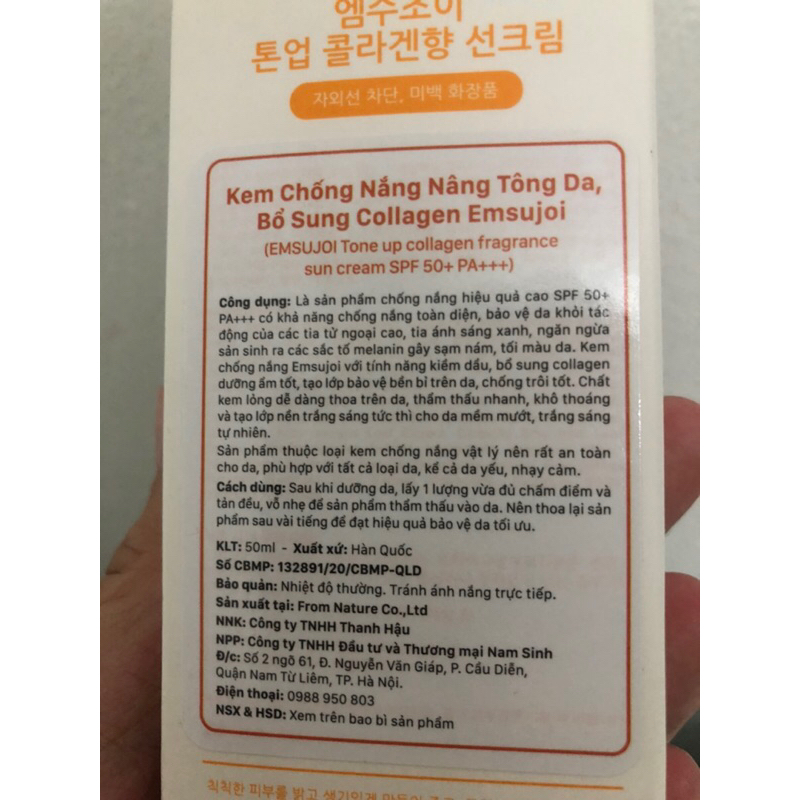 엠수조이
톤업 콜라겐향 선크림
자외선 차단, 미백 화장품
Kem Chống Nắng Nâng Tông Da,
Bổ Sung Collagen Emsujoi
(EMSUJOI Tone up collagen fragrance
sun cream SPF 50+ PA+++)
Công dụng: Là sản phẩm chống nắng hiệu quả cao SPF 50+
PA+++ có khả năng chống nắng toàn diện, bảo vệ da khỏi tác
động của các tia tử ngoại cao, tia ánh sáng xanh, ngăn ngừa
sản sinh ra các sắc tố melanin gây sạm nám, tối màu da. Kem
chống nắng Emsujoi với tính năng kiềm dầu, bổ sung collagen
dưỡng ẩm tốt, tạo lớp bảo vệ bền bỉ trên da, chống trôi tốt. Chất
kem lỏng dễ dàng thoa trên da, thẩm thấu nhanh, khô thoáng
và tạo lớp nền trắng sáng tức thì cho da mềm mướt, trắng sáng
tự nhiên.
Sản phẩm thuộc loại kem chống nắng vật lý nên rất an toàn
cho da, phù hợp với tất cả loại da, kể cả da yếu, nhạy cảm.
Cách dùng: Sau khi dưỡng da, lấy 1 lượng vừa đủ chấm điểm và
tán đều, vỗ nhẹ để sản phẩm thẩm thấu vào da. Nên thoa lại sản
phẩm sau vài tiếng để đạt hiệu quả bảo vệ da tối ưu.
KLT: 50ml - Xuất xứ: Hàn Quốc
Số CBMP: 132891/20/CBMP-QLD
Bảo quản: Nhiệt độ thường. Tránh ánh nắng trực tiếp.
Sản xuất tại: From Nature Co.,Ltd
NNK: Công ty TNHH Thanh Hậu
NPP: Công ty TNHH Đầu tư và Thương mại Nam Sinh
Đ/c: Số 2 ngõ 61, Đ. Nguyễn Văn Giáp, P. Cầu Diễn,
Quận Nam Từ Liêm, TP. Hà Nội.
Điện thoại: 0988 950 803
NSX & HSD: Xem trên bao bì sản phẩm
칙칙한 피부를 밝고 생기있게